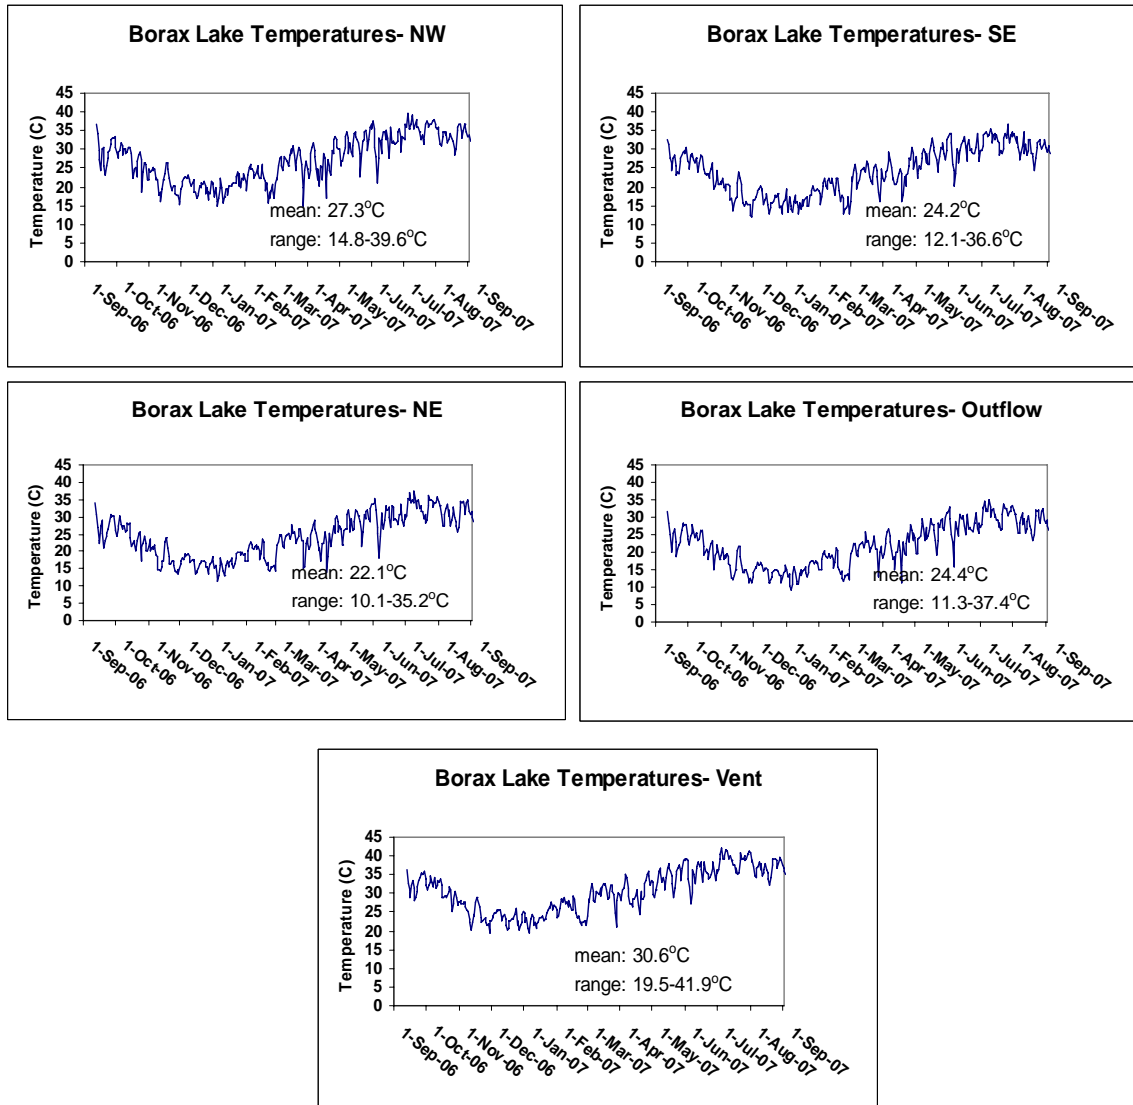 Borax Lake Temperatures- NW
45
40
35
30
25
20
15
10
5
0
Temperature (C)
mean: 27.3°C
range: 14.8-39.6°C
1-Sep-06
1-Oct-06
1-Nov-06
1-Dec-06
1-Jan-07
1-Feb-07
1-Mar-07
1-Apr-07
1-May-07
1-Jun-07
1-Jul-07
1-Aug-07
1-Sep-07
Borax Lake Temperatures- SE
45
40
35
30
25
20
15
10
5
0
Temperature (C)
mean: 24.2°C
range: 12.1-36.6°C
1-Sep-06
1-Oct-06
1-Nov-06
1-Dec-06
1-Jan-07
1-Feb-07
1-Mar-07
1-Apr-07
1-May-07
1-Jun-07
1-Jul-07
1-Aug-07
1-Sep-07
Borax Lake Temperatures- NE
45
40
35
30
25
20
15
10
5
0
Temperature (C)
mean: 22.1°C
range: 10.1-35.2°C
1-Sep-06
1-Oct-06
1-Nov-06
1-Dec-06
1-Jan-07
1-Feb-07
1-Mar-07
1-Apr-07
1-May-07
1-Jun-07
1-Jul-07
1-Aug-07
1-Sep-07
Borax Lake Temperatures- Outflow
45
40
35
30
25
20
15
10
5
0
Temperature (C)
mean: 24.4°C
range: 11.3-37.4°C
1-Sep-06
1-Oct-06
1-Nov-06
1-Dec-06
1-Jan-07
1-Feb-07
1-Mar-07
1-Apr-07
1-May-07
1-Jun-07
1-Jul-07
1-Aug-07
1-Sep-07
Borax Lake Temperatures- Vent
45
40
35
30
25
20
15
10
5
0
Temperature (C)
mean: 30.6°C
range: 19.5-41.9°C
1-Sep-06
1-Oct-06
1-Nov-06
1-Dec-06
1-Jan-07
1-Feb-07
1-Mar-07
1-Apr-07
1-May-07
1-Jun-07
1-Jul-07
1-Aug-07
1-Sep-07